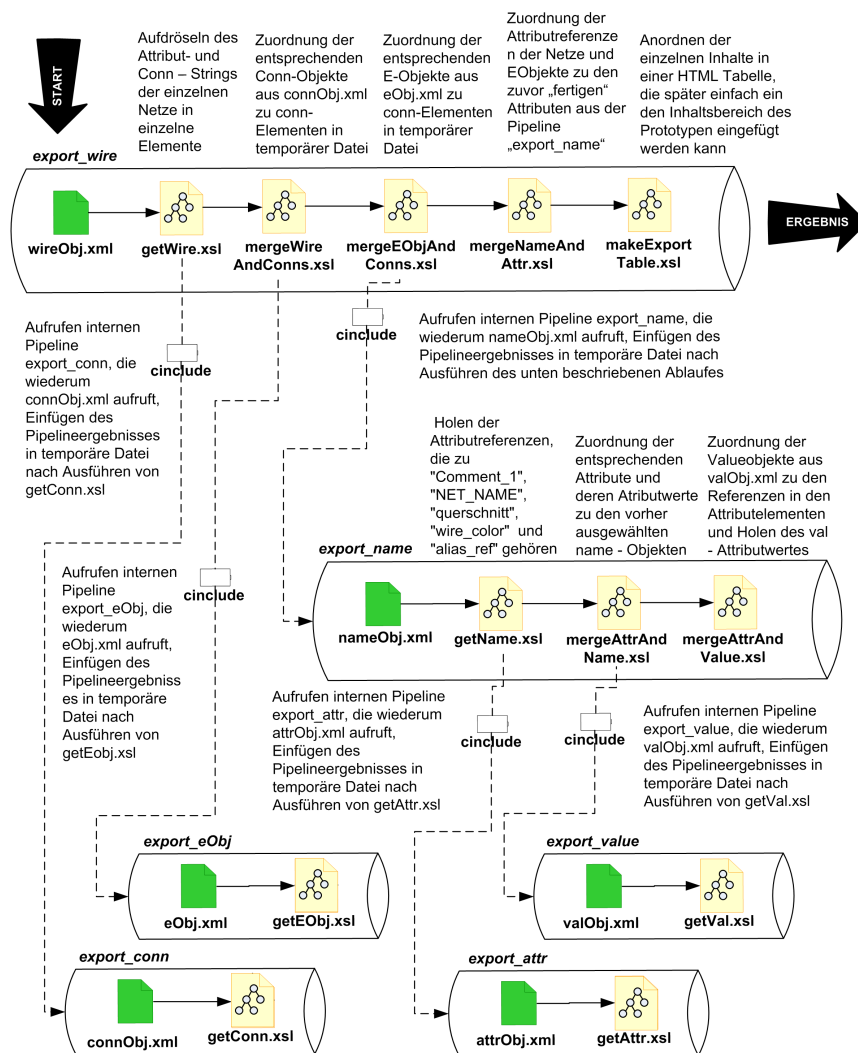 START
Aufdröseln des
Attribut- und
Conn – Strings
der einzelnen
Netze in
einzelne
Elemente
Zuordnung der
entsprechenden
Conn-Objekte
aus connObj.xml
zu conn-
Elementen in
temporärer Datei
Zuordnung der
entsprechenden
E-Objekte aus
eObj.xml zu
conn-Elementen
in temporärer
Datei
Zuordnung der
Attributreferenze
n der Netze und
EObjekte zu den
zuvor „fertigen"
Attributen aus der
Pipeline
„export_name"
Anordnen der
einzelnen Inhalte in
einer HTML Tabelle,
die später einfach ein
den Inhaltsbereich des
Prototypen eingefügt
werden kann
export_wire
wireObj.xml
getWire.xsl
mergeWire
AndConns.xsl
mergeEObjAnd
Conns.xsl
mergeNameAnd
Attr.xsl
makeExport
Table.xsl
ERGEBNIS
Aufrufen internen
Pipeline
export_conn, die
wiederum
connObj.xml aufruft,
Einfügen des
Pipelineergebnisses
in temporäre Datei
nach Ausführen von
getConn.xsl
cinclude
cinclude
Aufrufen internen Pipeline export_name, die
wiederum nameObj.xml aufruft, Einfügen des
Pipelineergebnisses in temporäre Datei nach
Ausführen des unten beschriebenen Ablaufes
Holen der
Attributreferenzen,
die zu
"Comment_1",
"NET_NAME",
"querschnitt",
"wire_color" und
"alias_ref" gehören
Zuordnung der
entsprechenden
Attribute und
deren Atributwerte
zu den vorher
ausgewählten
name - Objekten
Zuordnung der
Valueobjekte aus
valObj.xml zu den
Referenzen in den
Attributelementen
und Holen des val
- Attributwertes
export_name
nameObj.xml
getName.xsl
mergeAttrAnd
Name.xsl
mergeAttrAnd
Value.xsl
Aufrufen internen
Pipeline
export_eObj, die
wiederum
eObj.xml aufruft,
Einfügen des
Pipelineergebniss
es in temporäre
Datei nach
Ausführen von
getEobj.xsl
cinclude
Aufrufen internen Pipeline
export_attr, die wiederum
attrObj.xml aufruft,
Einfügen des
Pipelineergebnisses in
temporäre Datei nach
Ausführen von getAttr.xsl
cinclude
cinclude
Aufrufen internen Pipeline
export_value, die wiederum
valObj.xml aufruft, Einfügen
des Pipelineergebnisses in
temporäre Datei nach
Ausführen von getVal.xsl
export_eObj
eObj.xml
getEObj.xsl
export_value
valObj.xml
getVal.xsl
export_conn
connObj.xml
getConn.xsl
export_attr
attrObj.xml
getAttr.xsl